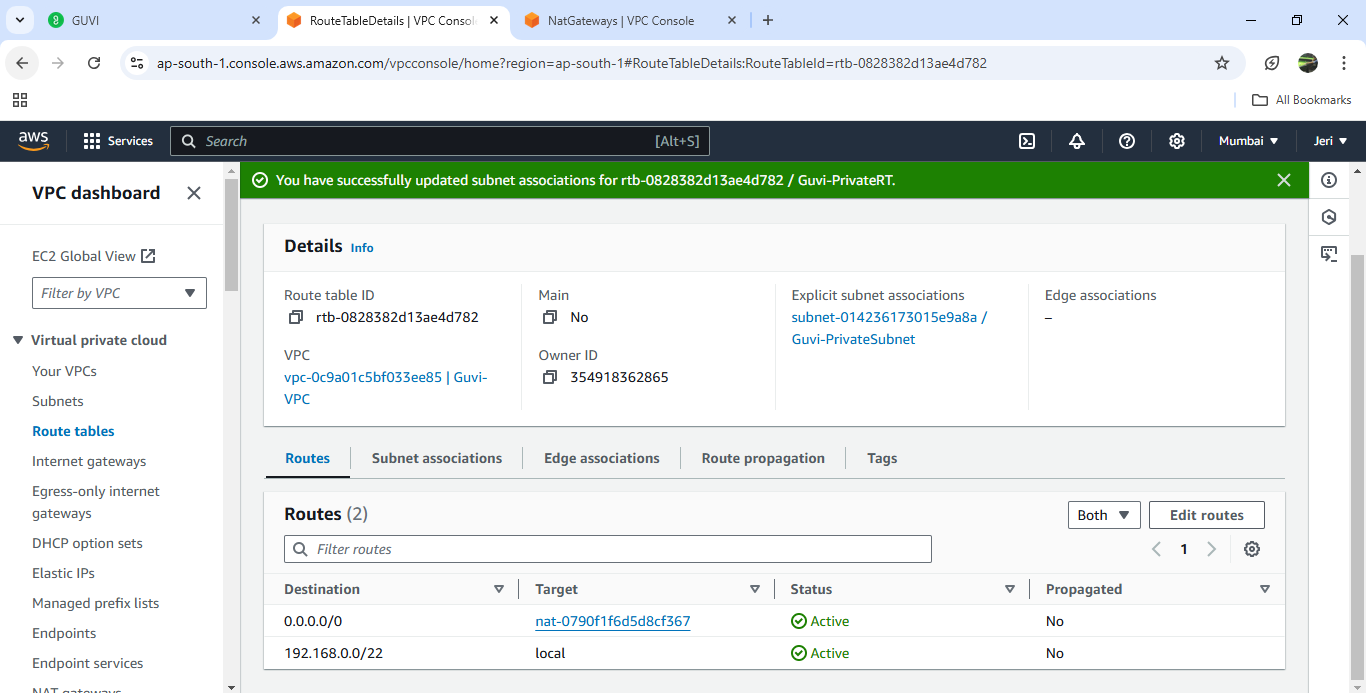 GUVI
RouteTableDetails | VPC Consol
NatGateways | VPC Console
ap-south-1.console.aws.amazon.com/vpcconsole/home?region=ap-south-1#RouteTableDetails:RouteTableId=rtb-0828382d13ae4d782
All Bookmarks
aws
Services
Search
[Alt+S]
Mumbai
Jeri
VPC dashboard
EC2 Global View
Filter by VPC
Virtual private cloud
Your VPCs
Subnets
Route tables
Internet gateways
Egress-only internet
gateways
DHCP option sets
Elastic IPs
Managed prefix lists
Endpoints
Endpoint services
NAT gateways
You have successfully updated subnet associations for rtb-0828382d13ae4d782 / Guvi-PrivateRT.
Details Info
Route table ID
rtb-0828382d13ae4d782
Main
No
Explicit subnet associations
subnet-014236173015e9a8a /
Guvi-PrivateSubnet
Edge associations
–
VPC
vpc-0c9a01c5bf033ee85 | Guvi-
VPC
Owner ID
354918362865
Routes
Subnet associations
Edge associations
Route propagation
Tags
Routes (2)
Both
Edit routes
Filter routes
1
Destination Target Status Propagated
0.0.0.0/0 nat-0790f1f6d5d8cf367 Active No
192.168.0.0/22 local Active No